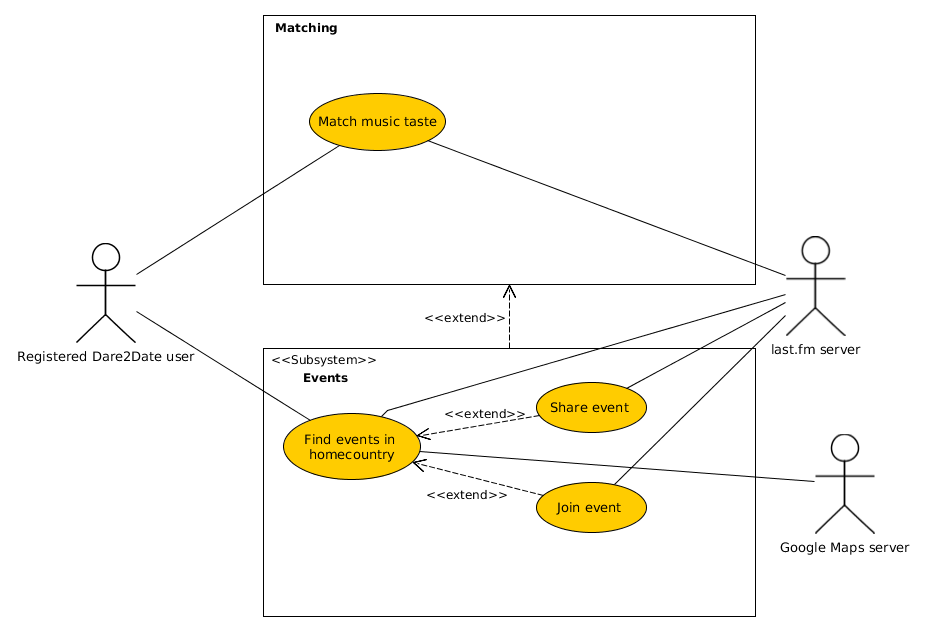 Matching
Match music taste
Registered Dare2Date user
last.fm server
<<extend>>
<<Subsystem>>
Events
Share event
<<extend>>
Find events in
homecountry
<<extend>>
Join event
Google Maps server